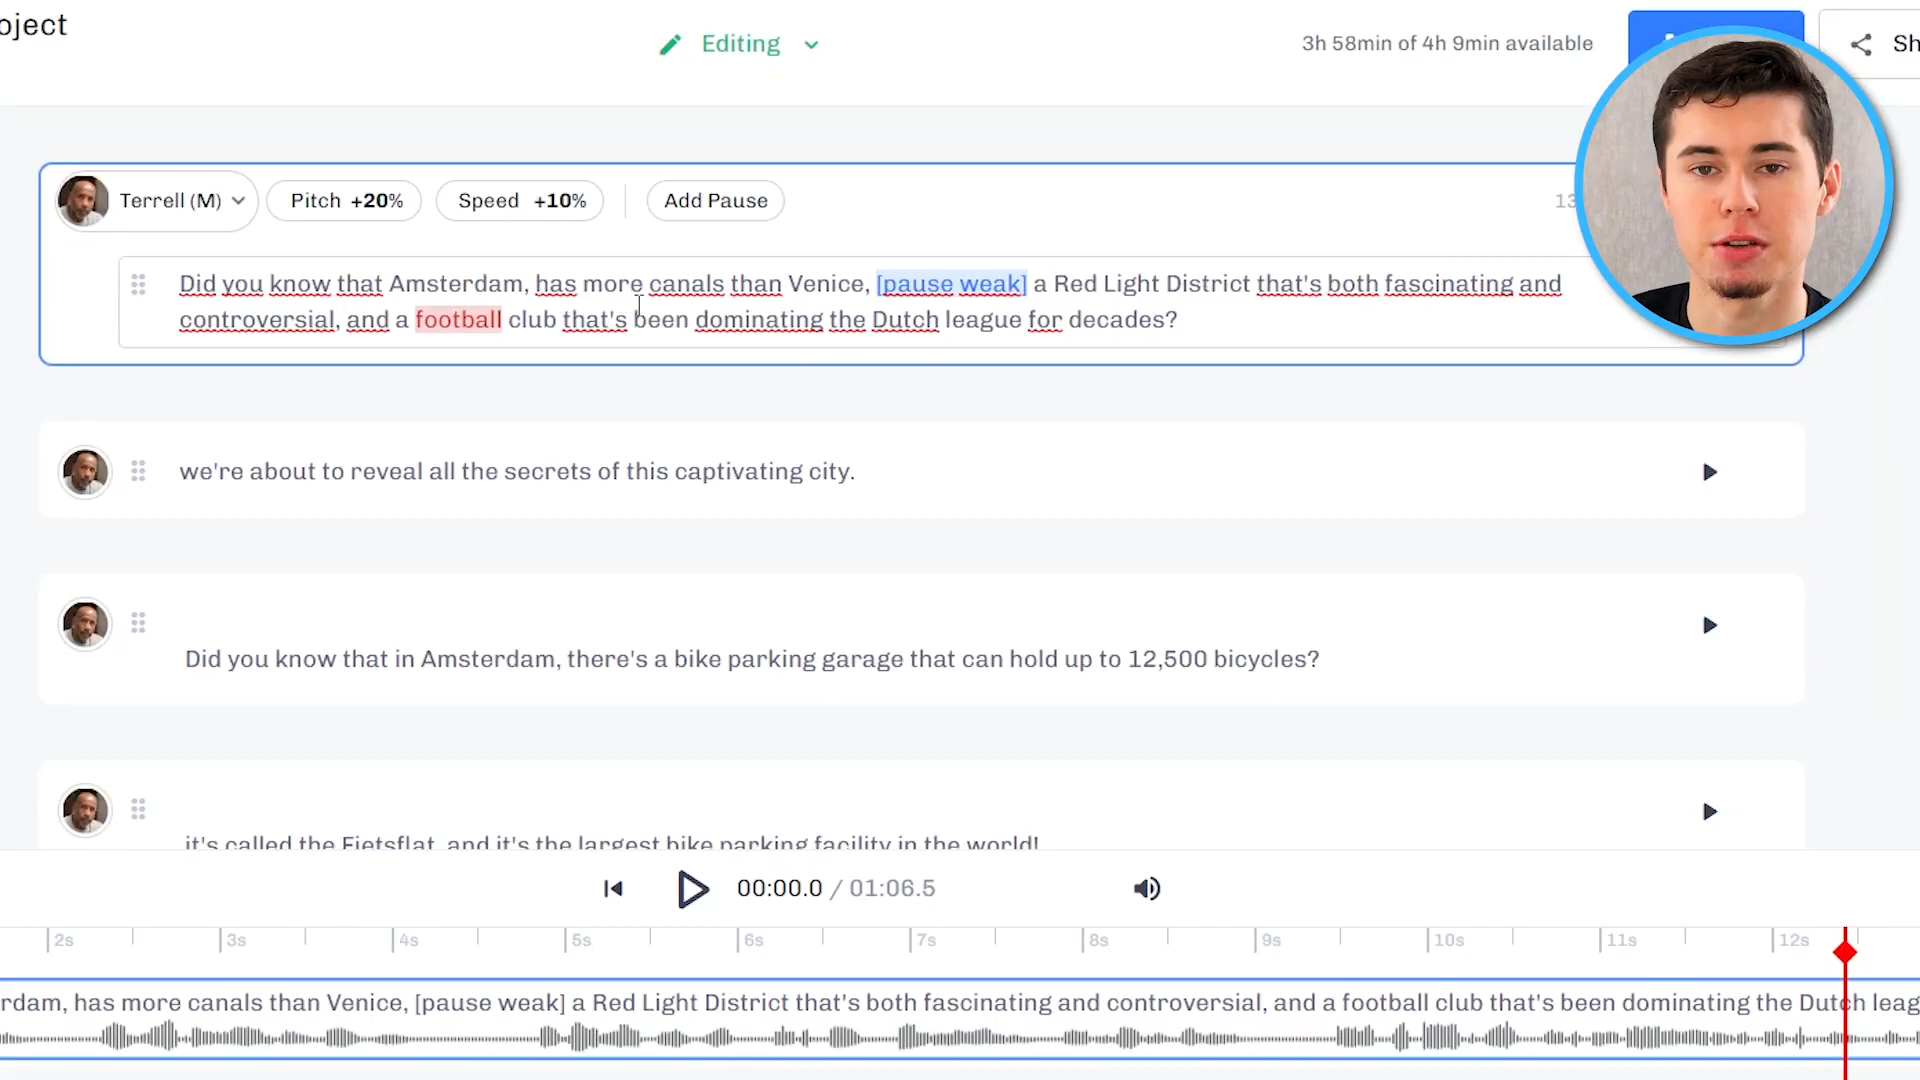 oject
Editing
3h 58min of 4h 9min available
Sh
Terrell (M)
Pitch +20%
Speed +10%
Add Pause
13
Did you know that Amsterdam, has more canals than Venice, [pause weak] a Red Light District that's both fascinating and
controversial, and a football club that's been dominating the Dutch league for decades?
we're about to reveal all the secrets of this captivating city.
Did you know that in Amsterdam, there's a bike parking garage that can hold up to 12,500 bicycles?
it's called the Fietsflat, and it's the largest bike parking facility in the world!
00:00.0 / 01:06.5
2s 3s 4s 5s 6s 7s 8s 9s 10s 11s 12s
rdam, has more canals than Venice, [pause weak] a Red Light District that's both fascinating and controversial, and a football club that's been dominating the Dutch leag